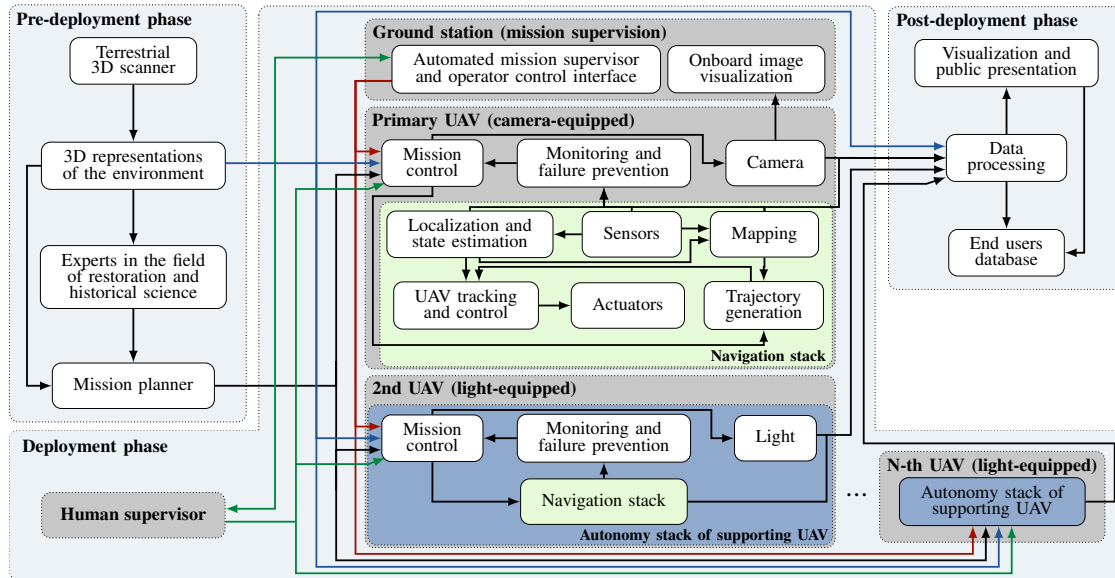 Pre-deployment phase
Terrestrial
3D scanner
3D representations
of the environment
Experts in the field
of restoration and
historical science
Mission planner
Deployment phase
Human supervisor
Ground station (mission supervision)
Automated mission supervisor
and operator control interface
Onboard image
visualization
Primary UAV (camera-equipped)
Mission
control
Monitoring and
failure prevention
Camera
Localization and
state estimation
Sensors
Mapping
UAV tracking
and control
Actuators
Trajectory
generation
Navigation stack
2nd UAV (light-equipped)
Mission
control
Monitoring and
failure prevention
Light
Navigation stack
Autonomy stack of supporting UAV
...
N-th UAV (light-equipped)
Autonomy stack of
supporting UAV
Post-deployment phase
Visualization and
public presentation
Data
processing
End users
database